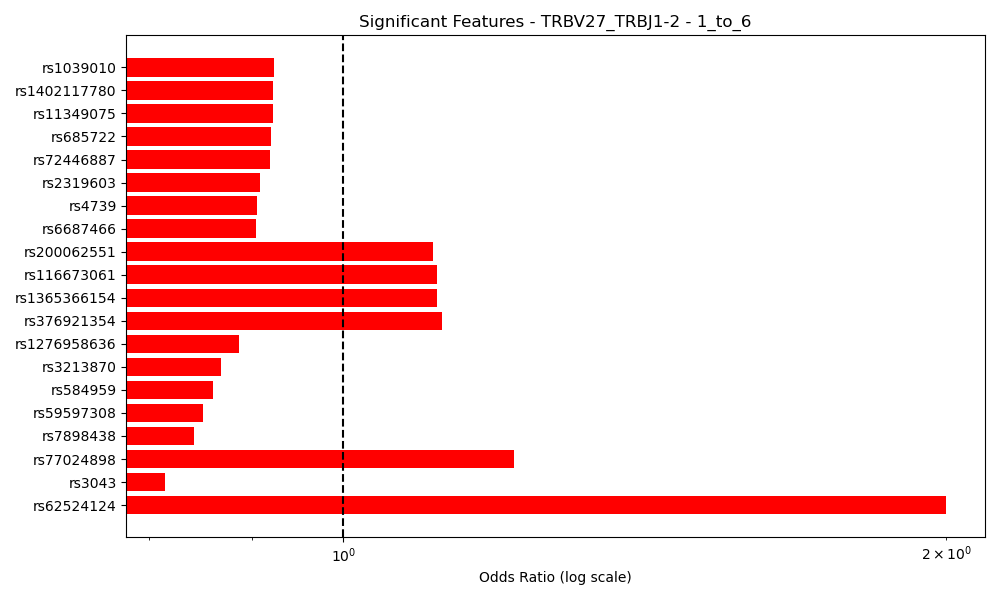 Significant Features - TRBV27_TRBJ1-2 - 1_to_6
rs1039010
rs1402117780
rs11349075
rs685722
rs72446887
rs2319603
rs4739
rs6687466
rs200062551
rs116673061
rs1365366154
rs376921354
rs1276958636
rs3213870
rs584959
rs59597308
rs7898438
rs77024898
rs3043
rs62524124
10⁰ 2 × 10⁰
Odds Ratio (log scale)